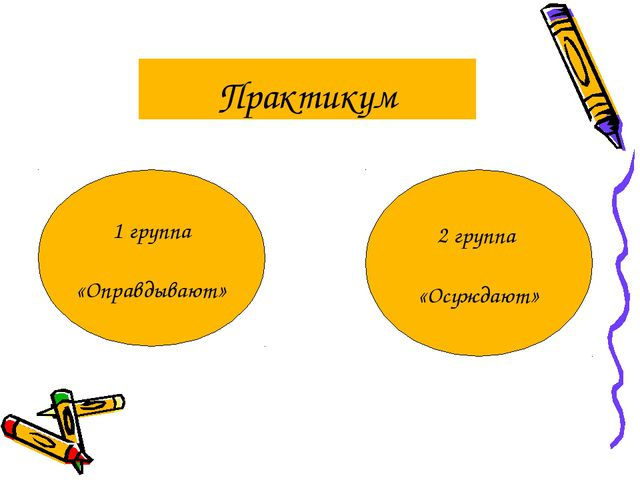 Практикум
1 группа
«Оправдывают»
2 группа
«Осуждают»